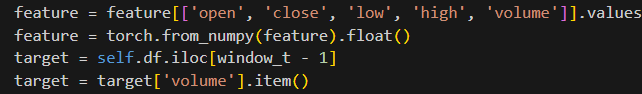 feature = feature[['open', 'close', 'low', 'high', 'volume']].values
feature = torch.from_numpy(feature).float()
target = self.df.iloc[window_t - 1]
target = target['volume'].item()